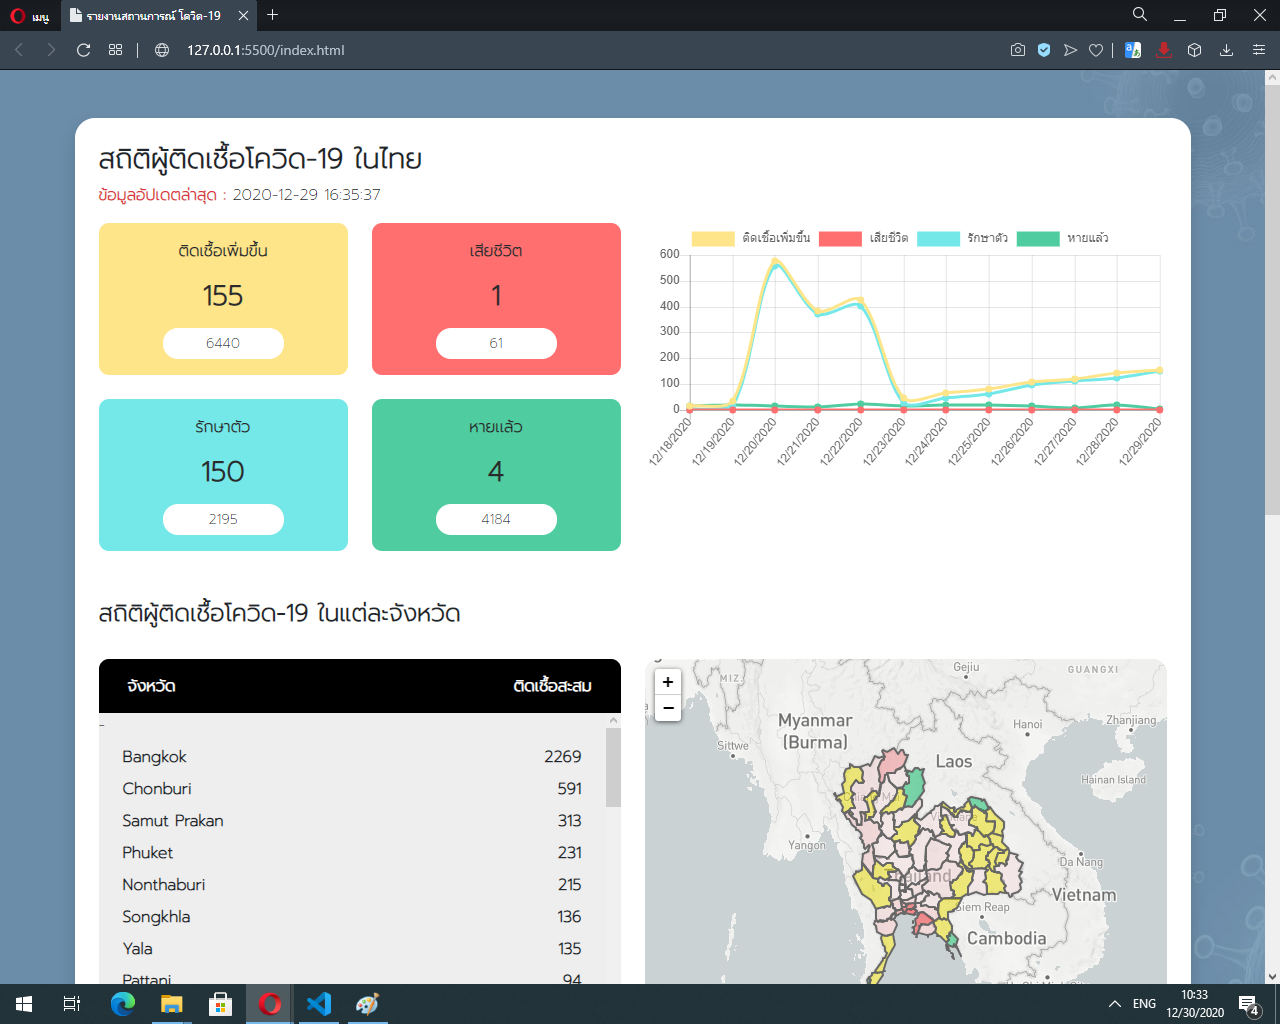 เมนู
รายงานสถานการณ์ โควิด-19
127.0.0.1:5500/index.html
สถิติผู้ติดเชื้อโควิด-19 ในไทย
ข้อมูลอัปเดตล่าสุด : 2020-12-29 16:35:37
ติดเชื้อเพิ่มขึ้น
155
6440
เสียชีวิต
1
61
รักษาตัว
150
2195
หายแล้ว
4
4184
ติดเชื้อเพิ่มขึ้น เสียชีวิต รักษาตัว หายแล้ว
600
500
400
300
200
100
0
12/18/2020 12/19/2020 12/20/2020 12/21/2020 12/22/2020 12/23/2020 12/24/2020 12/25/2020 12/26/2020 12/27/2020 12/28/2020 12/29/2020
สถิติผู้ติดเชื้อโควิด-19 ในแต่ละจังหวัด
จังหวัด ติดเชื้อสะสม
-
Bangkok 2269
Chonburi 591
Samut Prakan 313
Phuket 231
Nonthaburi 215
Songkhla 136
Yala 135
Pattani 94
+
−
MIZ.
Gejiu
GUANGXI
Myanmar
(Burma)
Hanoi
Zhanjiang
Sittwe
Laos
Hainan Island
Yangon
Da Nang
Thailand
Siem Reap
Vietnam
Cambodia
ENG
10:33
12/30/2020
4